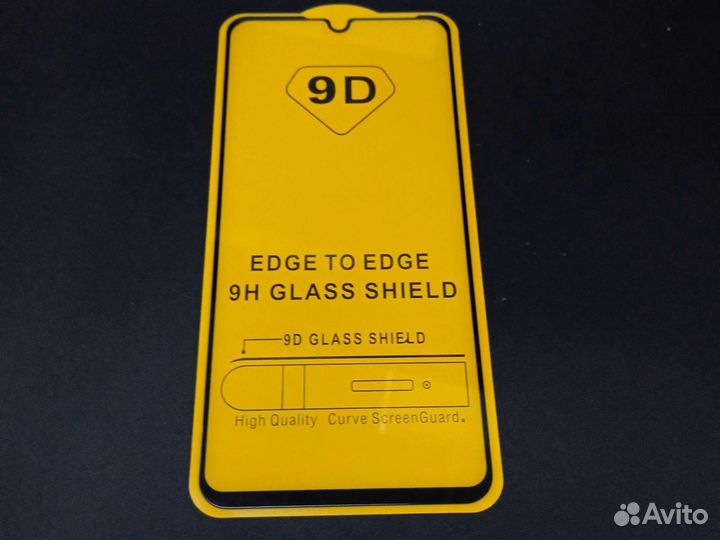 9D
EDGE TO EDGE
9H GLASS SHIELD
9D GLASS SHIELD
High Quality Curve ScreenGuard.
Avito